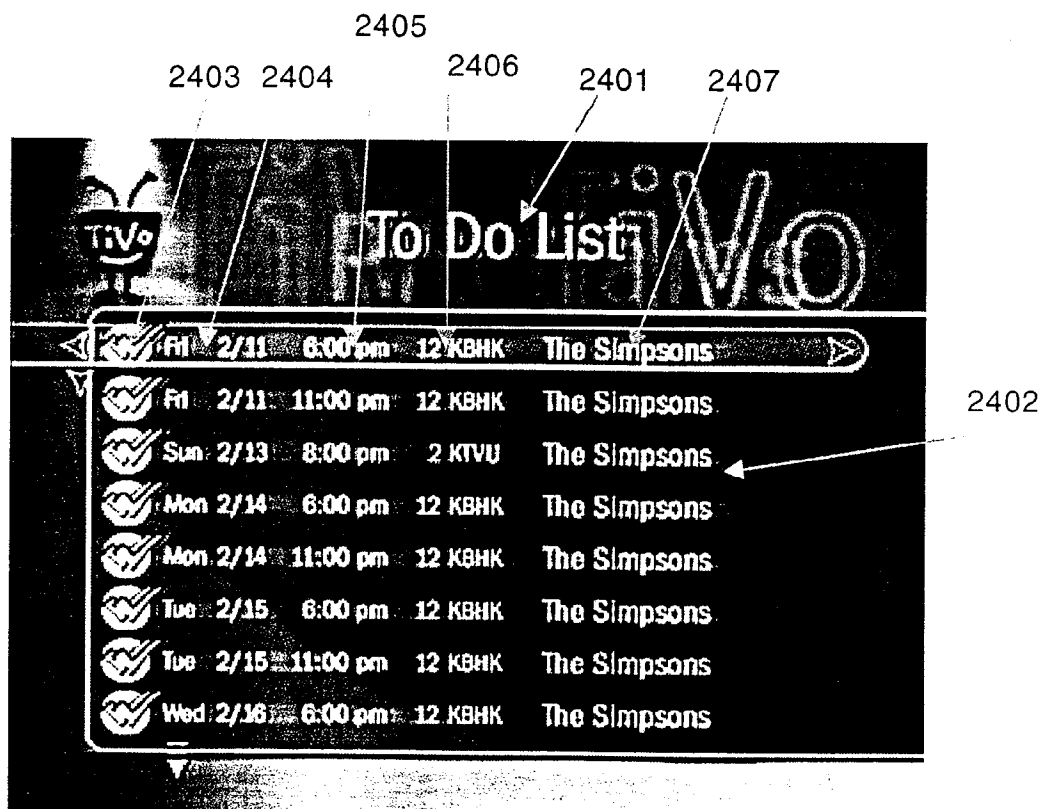 2405
2403 2404 2406 2401 2407
TiVo To Do List TiVo
Fri 2/11 6:00 pm 12 KBHK The Simpsons
Fri 2/11 11:00 pm 12 KBHK The Simpsons
2402
Sun 2/13 8:00 pm 2 KTVU The Simpsons
Mon 2/14 6:00 pm 12 KBHK The Simpsons
Mon 2/14 11:00 pm 12 KBHK The Simpsons
Tue 2/15 6:00 pm 12 KBHK The Simpsons
Tue 2/15 11:00 pm 12 KBHK The Simpsons
Wed 2/16 6:00 pm 12 KBHK The Simpsons